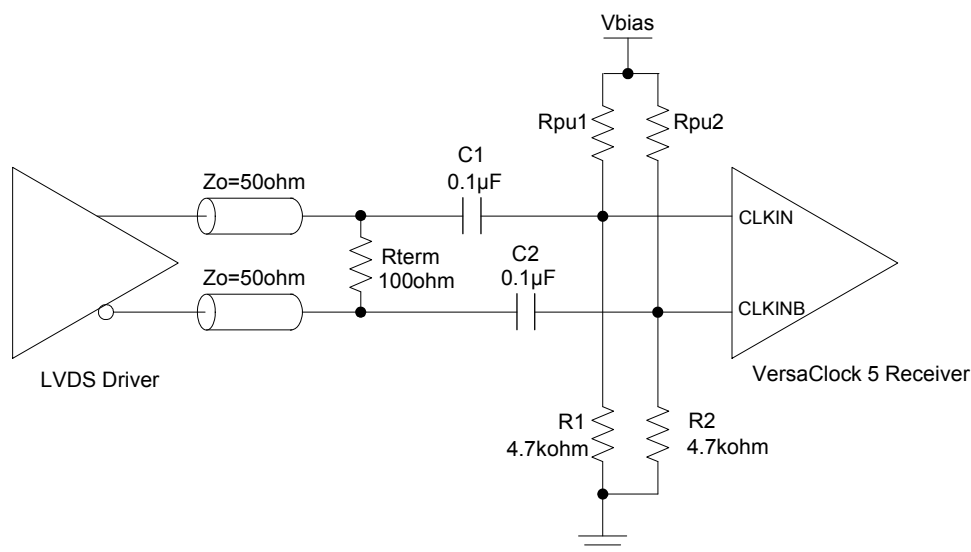 Vbias
Rpu1
Rpu2
C1
0.1µF
Zo=50ohm
CLKIN
C2
0.1µF
Rterm
100ohm
Zo=50ohm
CLKINB
LVDS Driver
VersaClock 5 Receiver
R1
4.7kohm
R2
4.7kohm